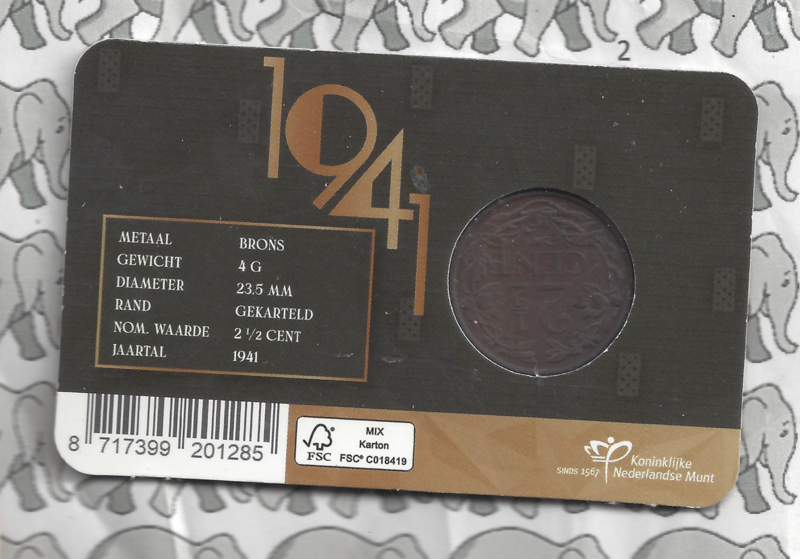 2
1941
METAAL BRONS
GEWICHT 4 G
DIAMETER 23.5 MM
RAND GEKARTELD
NOM. WAARDE 2 ½ CENT
JAARTAL 1941
CENT
8 717399 201285
FSC
MIX
Karton
FSC® C018419
SINDS 1567
Koninklijke
Nederlandse Munt